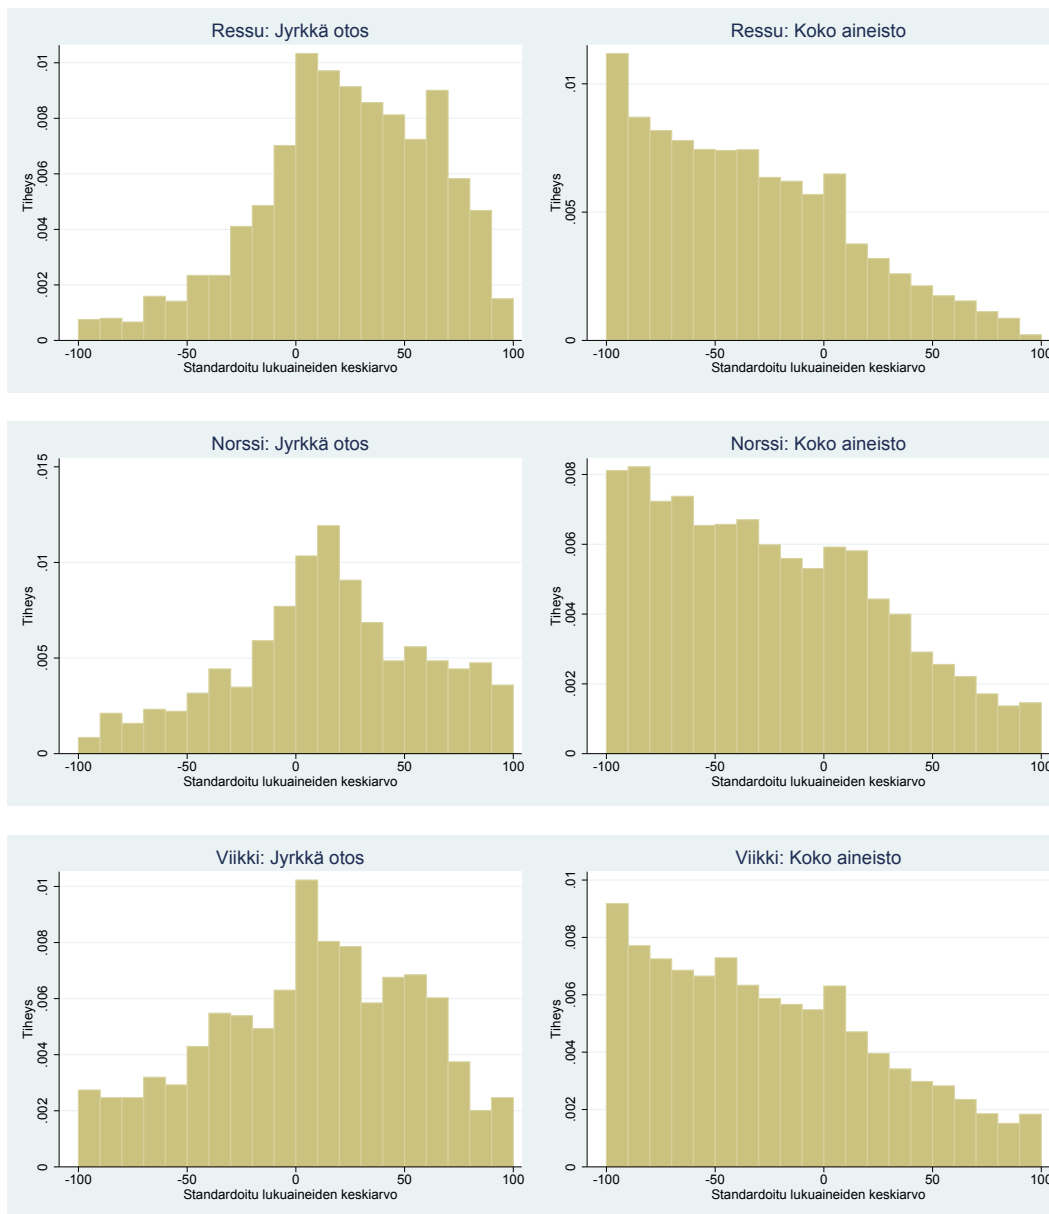 Ressu: Jyrkkä otos
Tiheys
0 .002 .004 .006 .008 .01
-100 -50 0 50 100
Standardoitu lukuaineiden keskiarvo
Ressu: Koko aineisto
Tiheys
0 .005 .01
-100 -50 0 50 100
Standardoitu lukuaineiden keskiarvo
Norssi: Jyrkkä otos
Tiheys
0 .005 .01 .015
-100 -50 0 50 100
Standardoitu lukuaineiden keskiarvo
Norssi: Koko aineisto
Tiheys
0 .002 .004 .006 .008
-100 -50 0 50 100
Standardoitu lukuaineiden keskiarvo
Viikki: Jyrkkä otos
Tiheys
0 .002 .004 .006 .008 .01
-100 -50 0 50 100
Standardoitu lukuaineiden keskiarvo
Viikki: Koko aineisto
Tiheys
0 .002 .004 .006 .008 .01
-100 -50 0 50 100
Standardoitu lukuaineiden keskiarvo